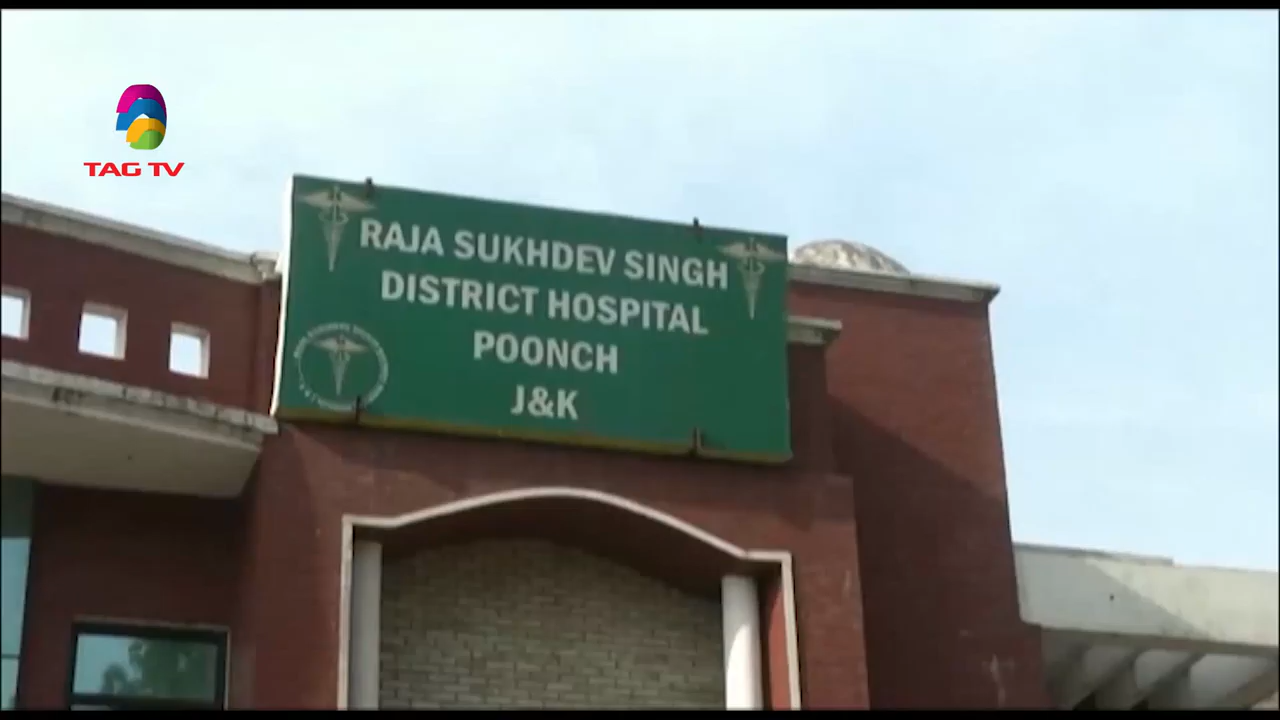 TAG TV
RAJA SUKHDEV SINGH
DISTRICT HOSPITAL
POONCH
J&K